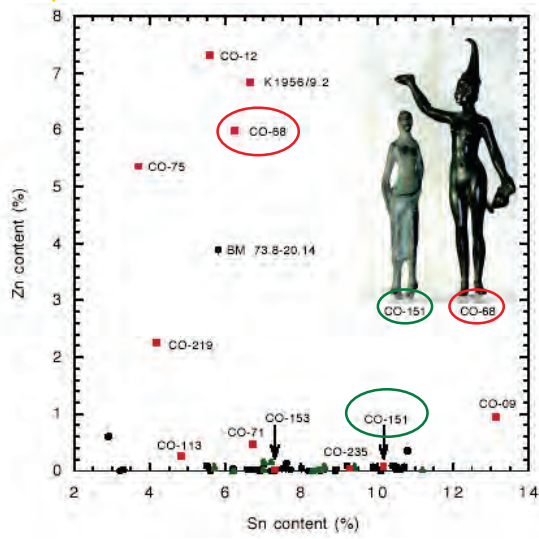 8
7
6
5
4
3
2
1
0
Zn content (%)
CO-12
K1956/9.2
CO-68
CO-75
BM 73.8-20.14
CO-151
CO-68
CO-219
CO-153
CO-151
CO-09
CO-113
CO-71
CO-235
2
4
6
8
10
12
14
Sn content (%)